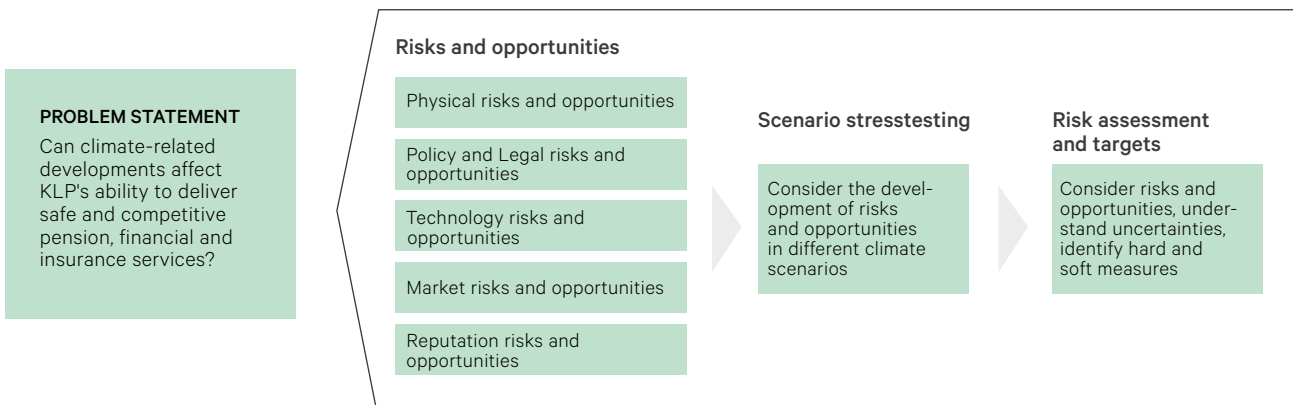 PROBLEM STATEMENT
Can climate-related
developments affect
KLP's ability to deliver
safe and competitive
pension, financial and
insurance services?
Risks and opportunities
Physical risks and opportunities
Policy and Legal risks and
opportunities
Technology risks and
opportunities
Market risks and opportunities
Reputation risks and
opportunities
Scenario stresstesting
Consider the devel-
opment of risks
and opportunities
in different climate
scenarios
Risk assessment
and targets
Consider risks and
opportunities, under-
stand uncertainties,
identify hard and
soft measures